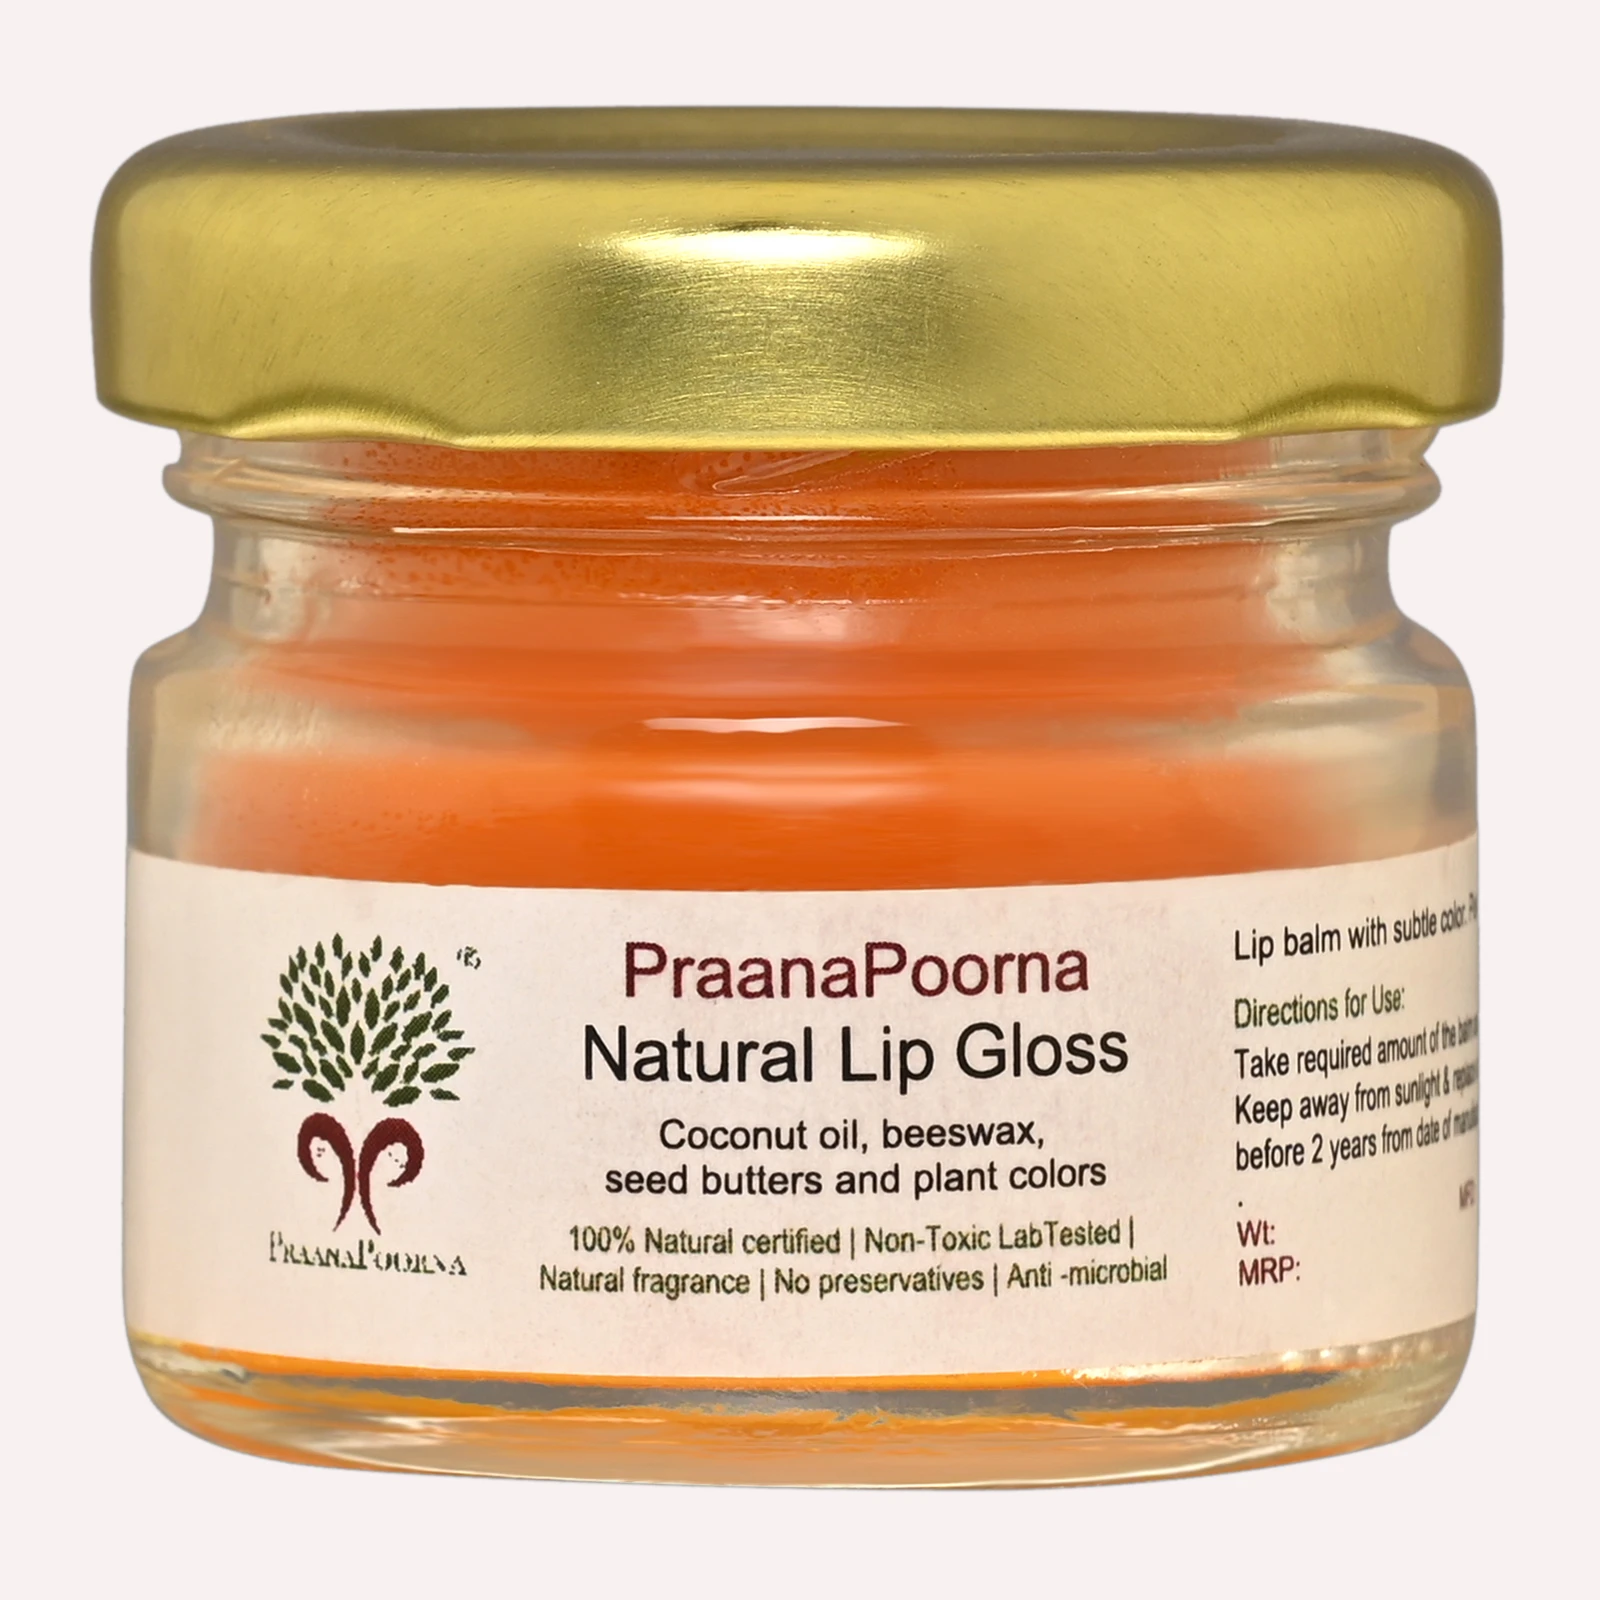 PraanaPoorna
PraanaPoorna
Natural Lip Gloss
Coconut oil, beeswax,
seed butters and plant colors
100% Natural certified | Non-Toxic LabTested |
Natural fragrance | No preservatives | Anti -microbial
Lip balm with subtle color.
Directions for Use:
Take required amount of the balm
Keep away from sunlight &
before 2 years from date of
.
Wt:
MRP: